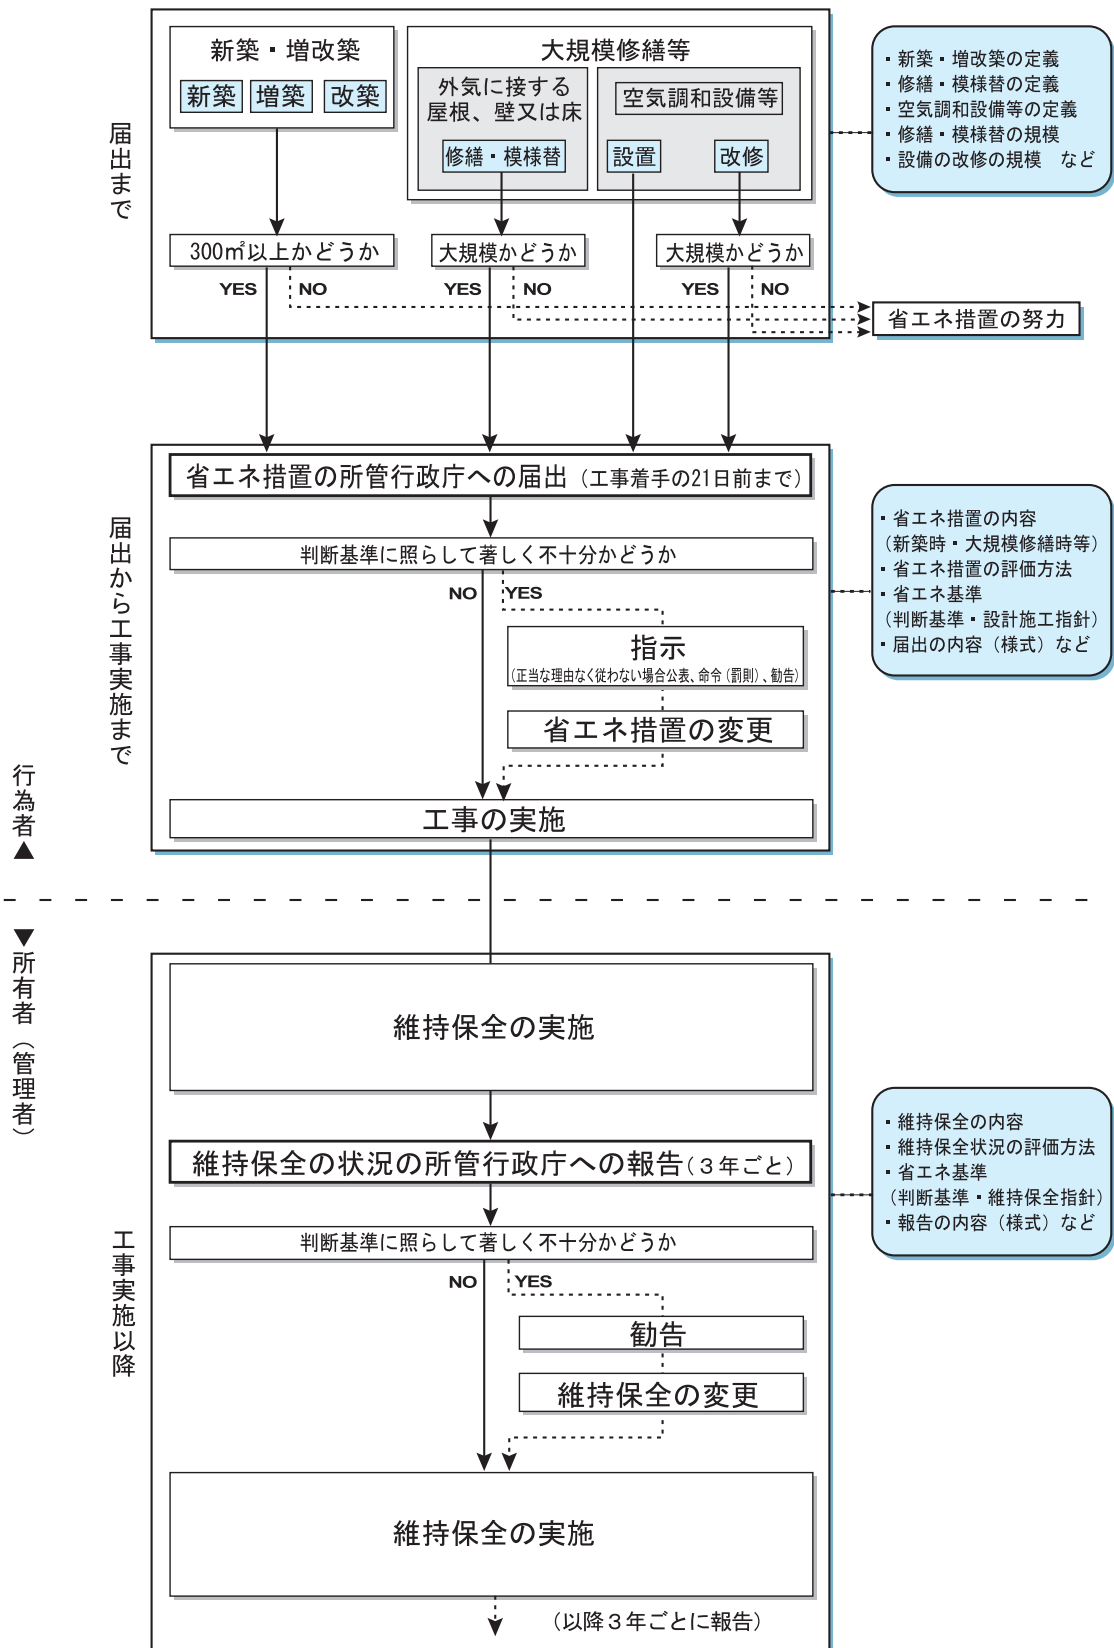 届出まで
新築・増改築
新築 増築 改築
大規模修繕等
外気に接する
屋根、壁又は床
修繕・模様替
空気調和設備等
設置 改修
・新築・増改築の定義
・修繕・模様替の定義
・空気調和設備等の定義
・修繕・模様替の規模
・設備の改修の規模 など
300㎡以上かどうか
大規模かどうか
大規模かどうか
YES NO
YES NO
YES NO
省エネ措置の努力
届出から工事実施まで
省エネ措置の所管行政庁への届出（工事着手の21日前まで）
判断基準に照らして著しく不十分かどうか
NO YES
指示
（正当な理由なく従わない場合公表、命令（罰則）、勧告）
省エネ措置の変更
工事の実施
・省エネ措置の内容
（新築時・大規模修繕時等）
・省エネ措置の評価方法
・省エネ基準
（判断基準・設計施工指針）
・届出の内容（様式）など
行為者▲
▼所有者（管理者）
工事実施以降
維持保全の実施
維持保全の状況の所管行政庁への報告（３年ごと）
判断基準に照らして著しく不十分かどうか
NO YES
勧告
維持保全の変更
維持保全の実施
（以降３年ごとに報告）
・維持保全の内容
・維持保全状況の評価方法
・省エネ基準
（判断基準・維持保全指針）
・報告の内容（様式）など